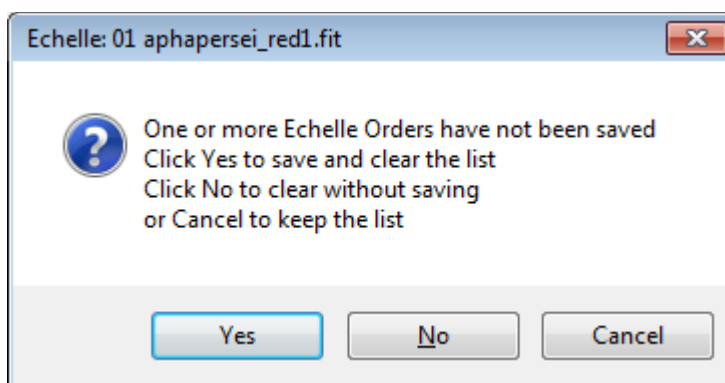 Echelle: 01 aphapersei_red1.fit
One or more Echelle Orders have not been saved
Click Yes to save and clear the list
Click No to clear without saving
or Cancel to keep the list
Yes
No
Cancel